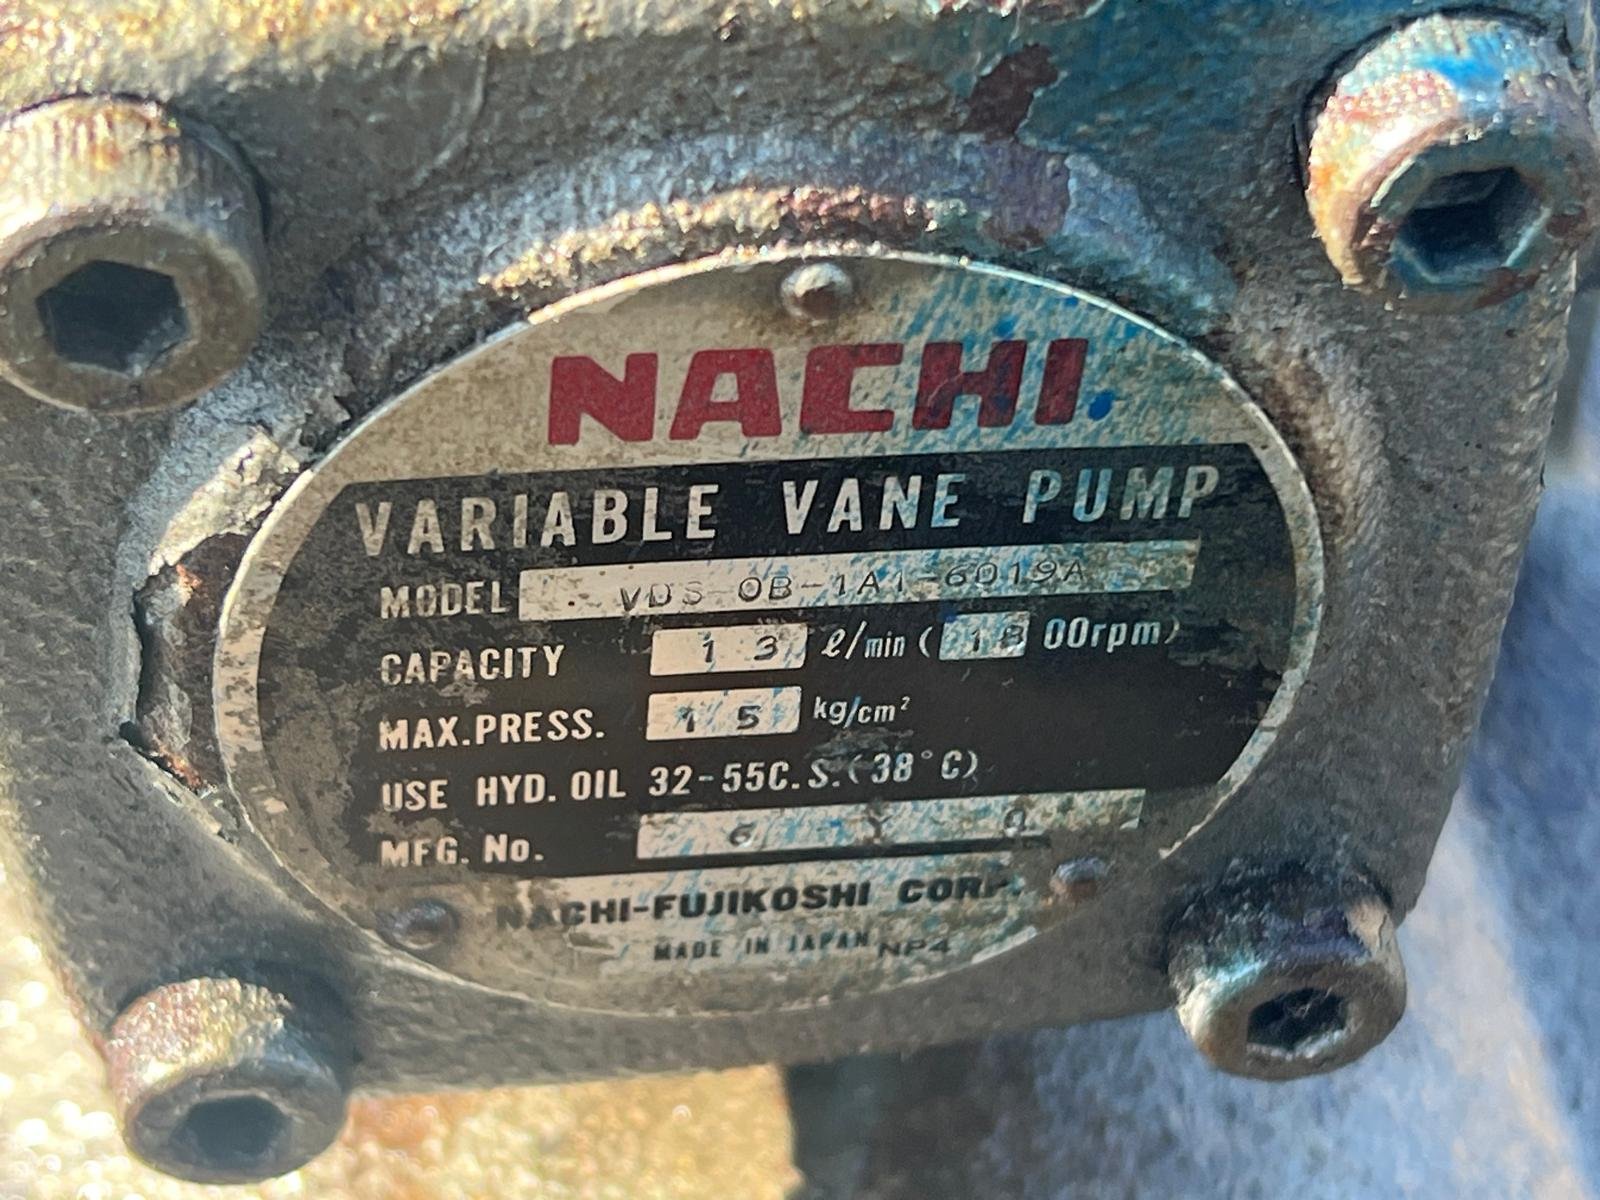 NACHI.
VARIABLE VANE PUMP
MODEL VDS-0B-1A1-6019A
CAPACITY 13 ℓ/min (1800rpm)
MAX.PRESS. 15 kg/cm²
USE HYD. OIL 32-55C.S.(38°C)
MFG. No. 6 Y
NACHI-FUJIKOSHI CORP.
MADE IN JAPAN NP4